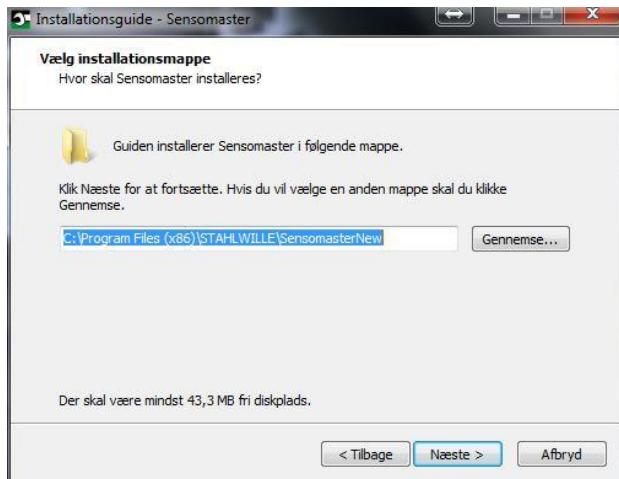 Installationsguide - Sensomaster
Vælg installationsmappe
Hvor skal Sensomaster installeres?
Guiden installerer Sensomaster i følgende mappe.
Klik Næste for at fortsætte. Hvis du vil vælge en anden mappe skal du klikke
Gennemse.
C:\Program Files (x86)\STAHLWILLE\SensomasterNew
Gennemse...
Der skal være mindst 43,3 MB fri diskplads.
< Tilbage Næste > Afbryd